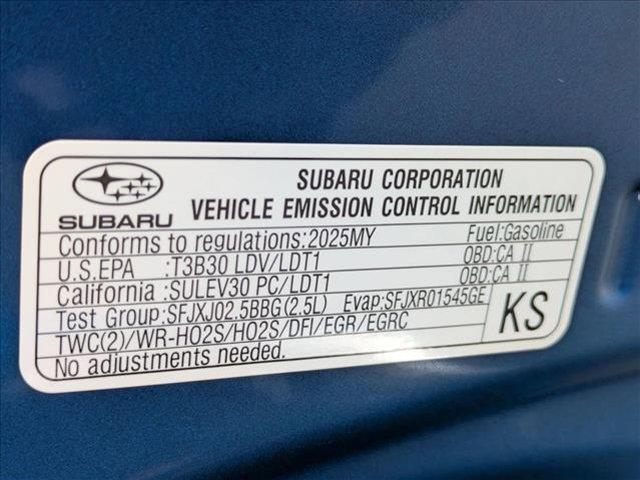 SUBARU
SUBARU CORPORATION
VEHICLE EMISSION CONTROL INFORMATION
Conforms to regulations:2025MY Fuel:Gasoline
U.S.EPA :T3B30 LDV/LDT1 OBD:CA II
California :SULEV30 PC/LDT1 OBD:CA II
Test Group:SFJXJ02.5BBG(2.5L) Evap:SFJXR01545GE
TWC(2)/WR-HO2S/HO2S/DFI/EGR/EGRC
No adjustments needed.
KS